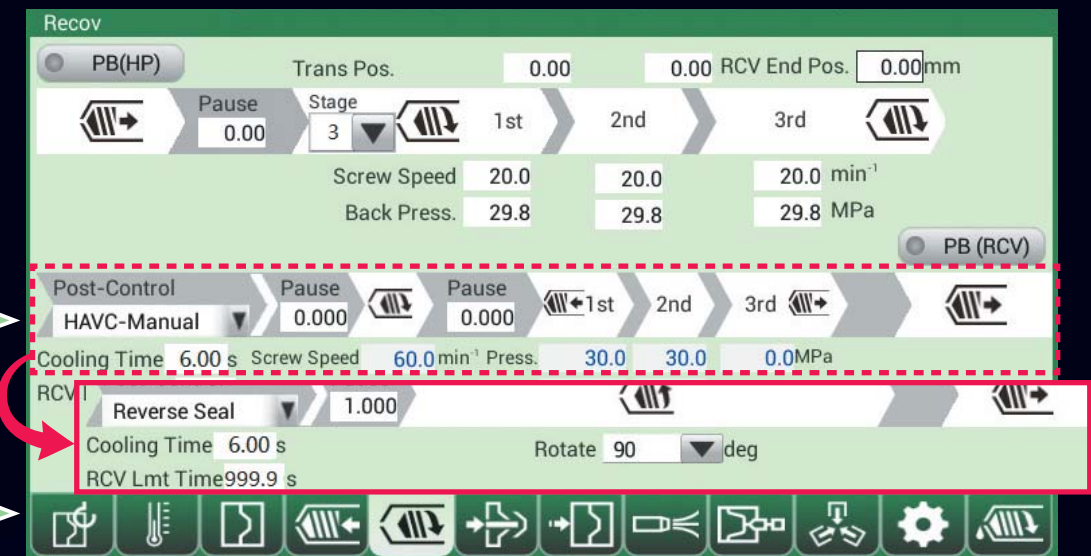 Recov
PB(HP)
Trans Pos. 0.00 0.00 RCV End Pos. 0.00 mm
Pause 0.00 Stage 3 1st 2nd 3rd
Screw Speed 20.0 20.0 20.0 min⁻¹
Back Press. 29.8 29.8 29.8 MPa
PB (RCV)
Post-Control Pause Pause
HAVC-Manual 0.000 0.000 1st 2nd 3rd
Cooling Time 6.00 s Screw Speed 60.0 min⁻¹ Press. 30.0 30.0 0.0 MPa
RCV
Reverse Seal 1.000
Cooling Time 6.00 s Rotate 90 deg
RCV Lmt Time 999.9 s